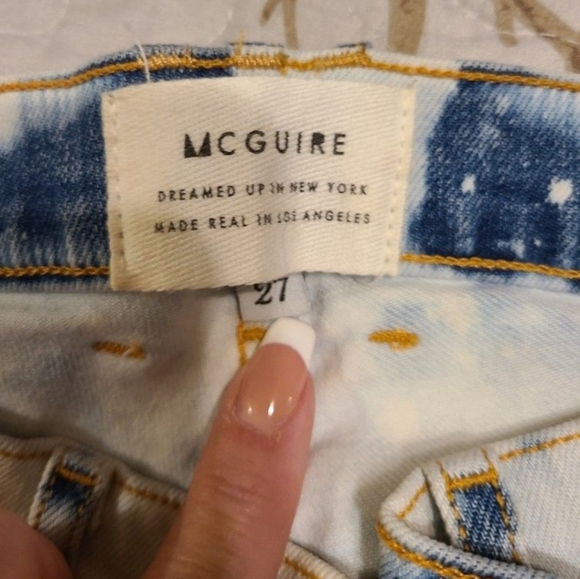 MCGUIRE
DREAMED UP IN NEW YORK
MADE REAL IN LOS ANGELES
27